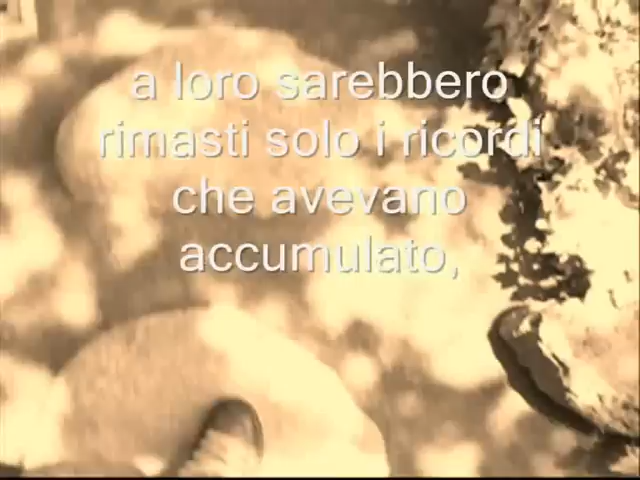 a loro sarebbero
rimasti solo i ricordi
che avevano
accumulato,